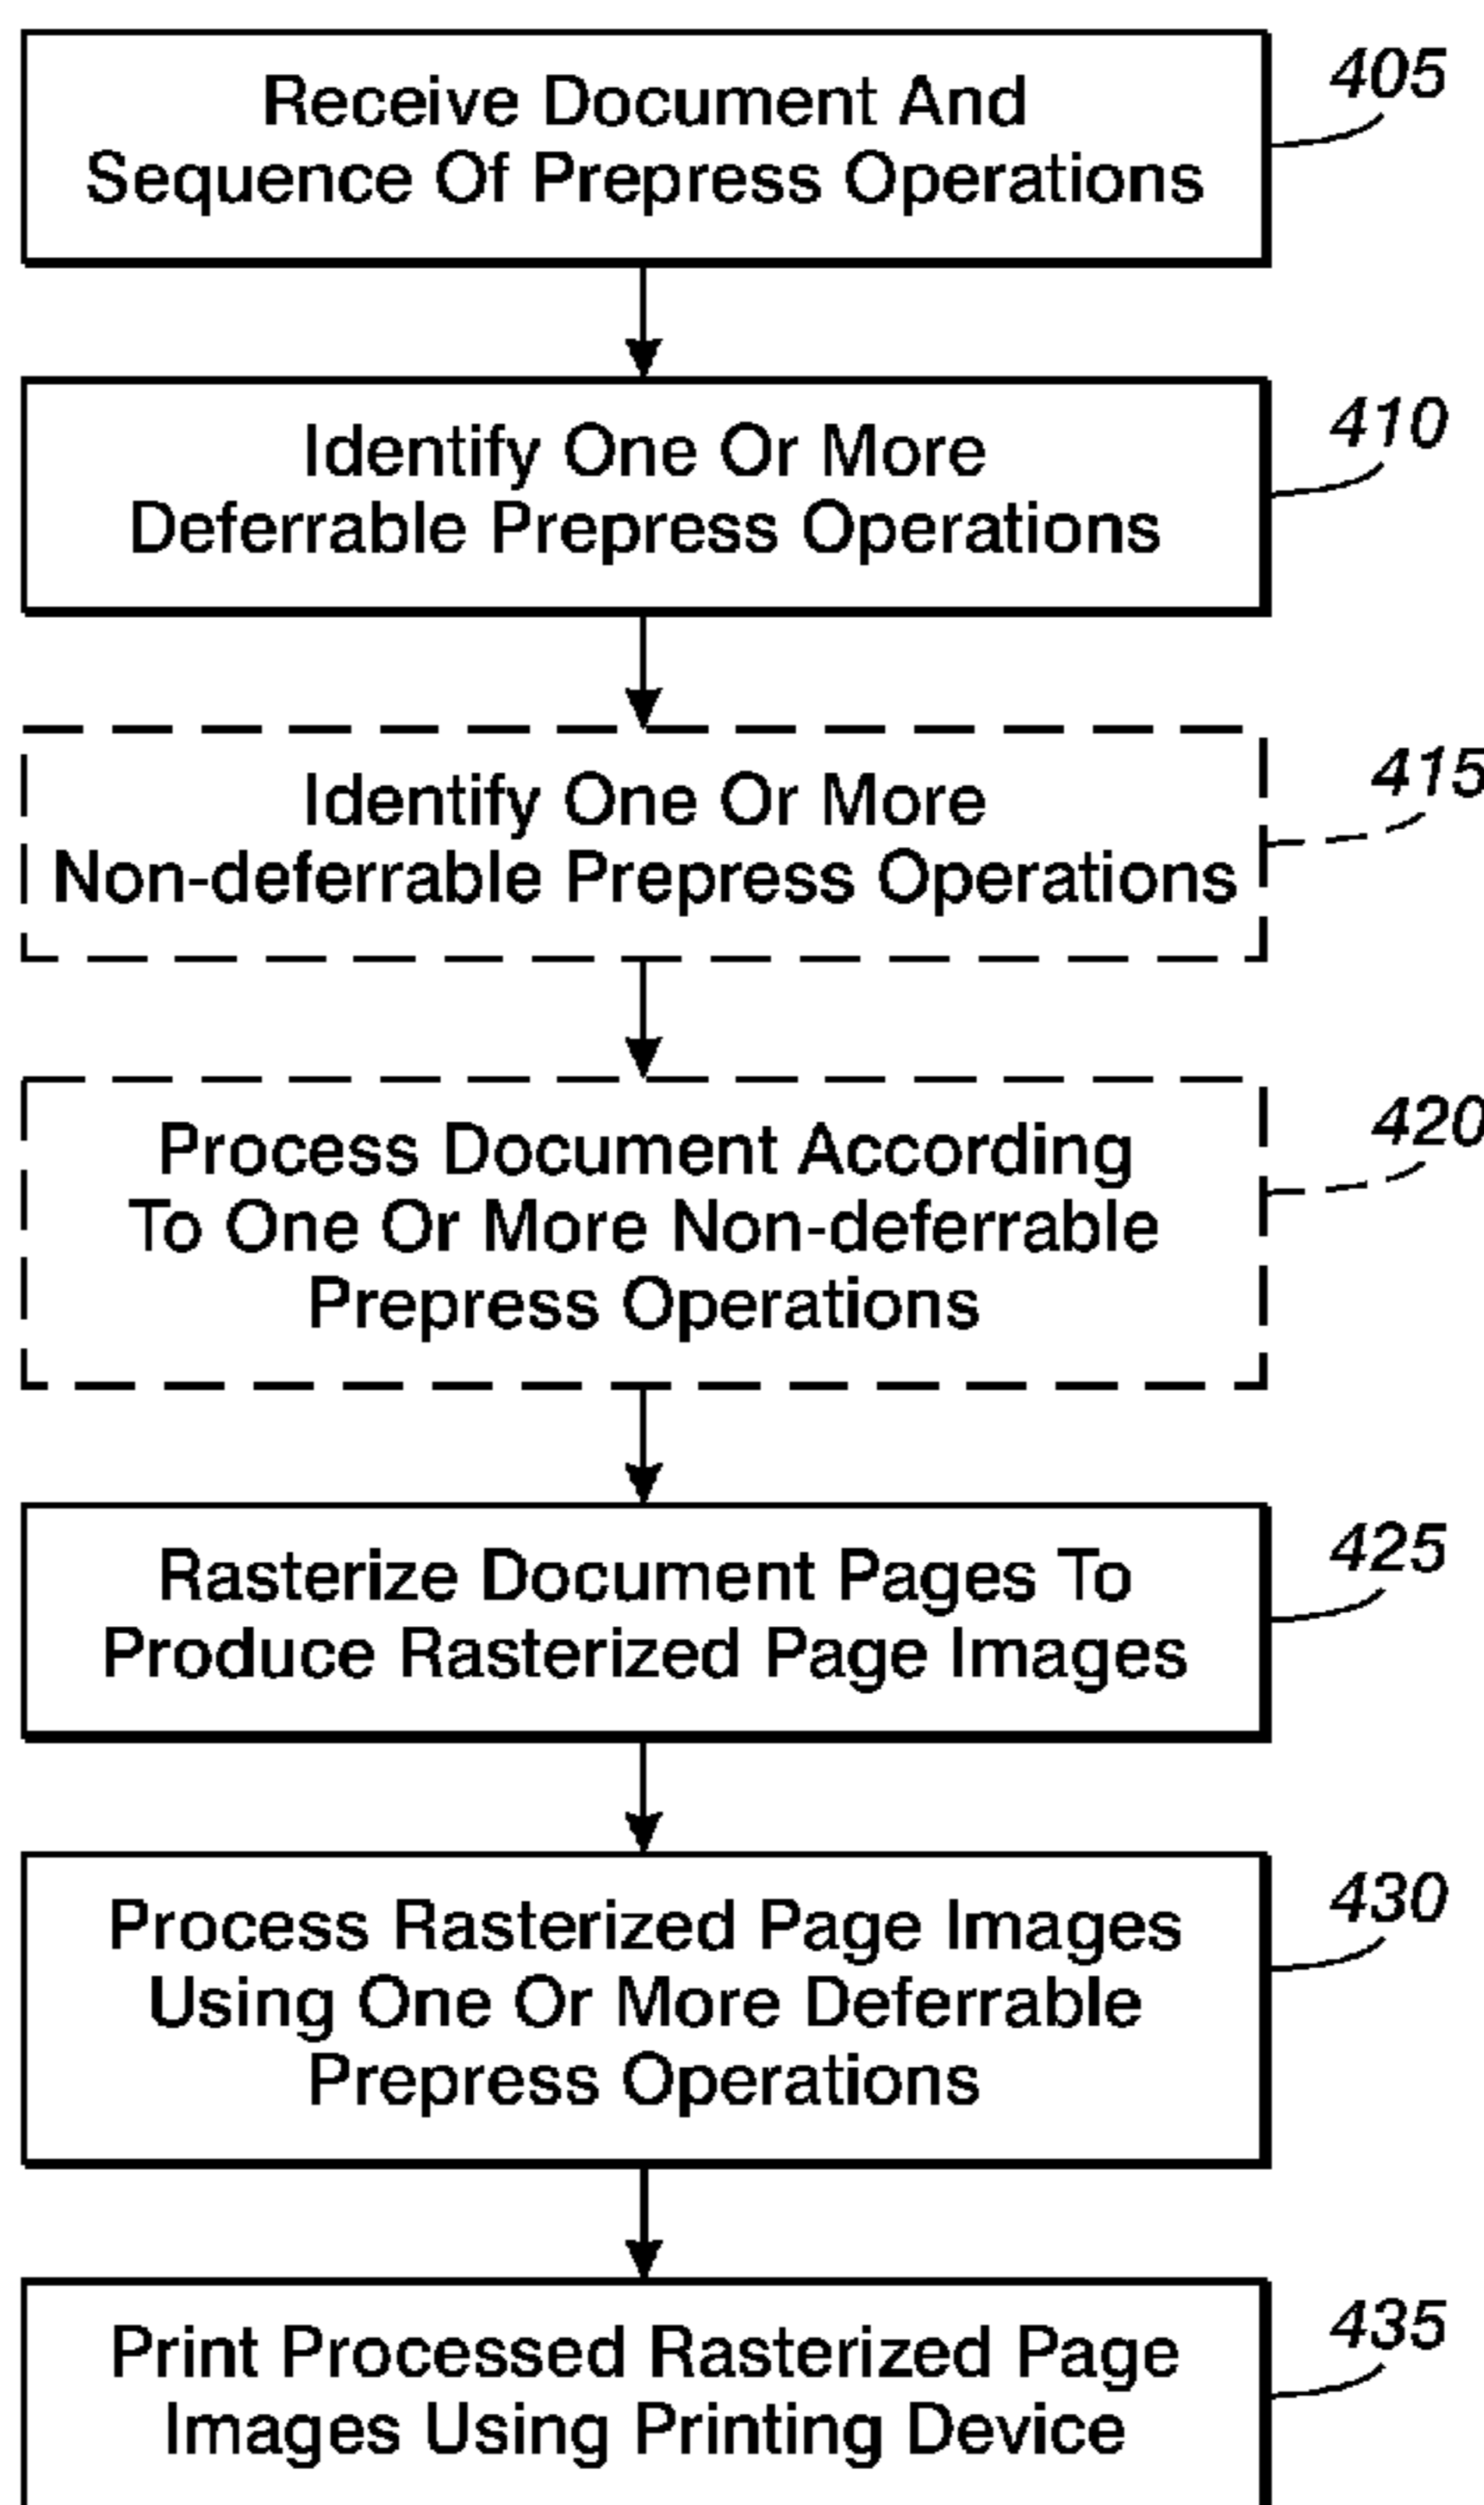 Receive Document And
Sequence Of Prepress Operations
405
Identify One Or More
Deferrable Prepress Operations
410
Identify One Or More
Non-deferrable Prepress Operations
415
Process Document According
To One Or More Non-deferrable
Prepress Operations
420
Rasterize Document Pages To
Produce Rasterized Page Images
425
Process Rasterized Page Images
Using One Or More Deferrable
Prepress Operations
430
Print Processed Rasterized Page
Images Using Printing Device
435